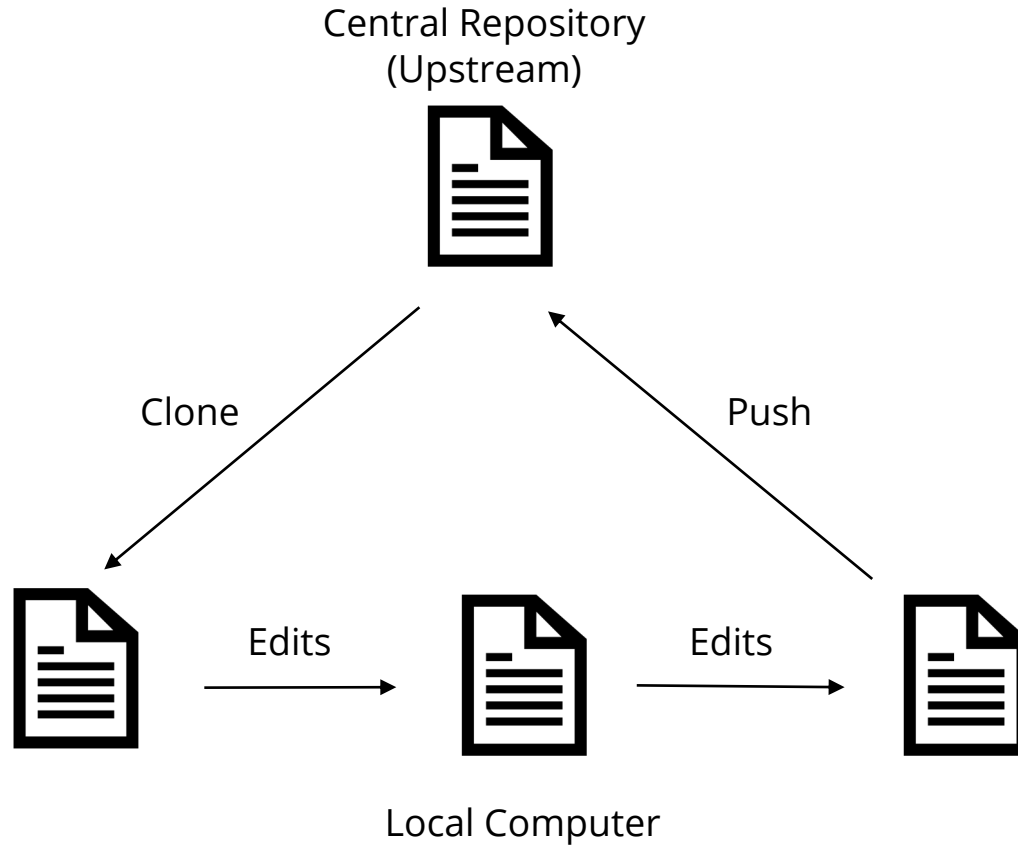 Central Repository
(Upstream)
Clone
Push
Edits
Edits
Local Computer